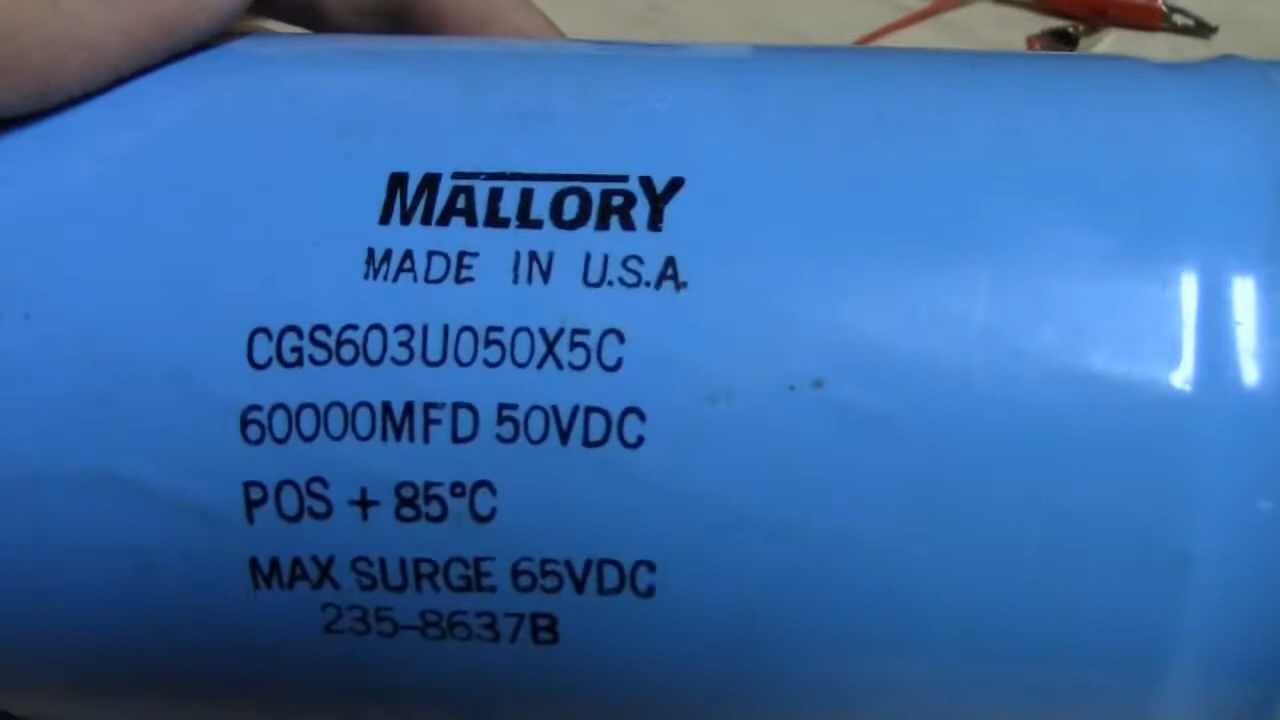 MALLORY
MADE IN U.S.A.
CGS603U050X5C
60000MFD 50VDC
POS + 85°C
MAX SURGE 65VDC
235-8637B